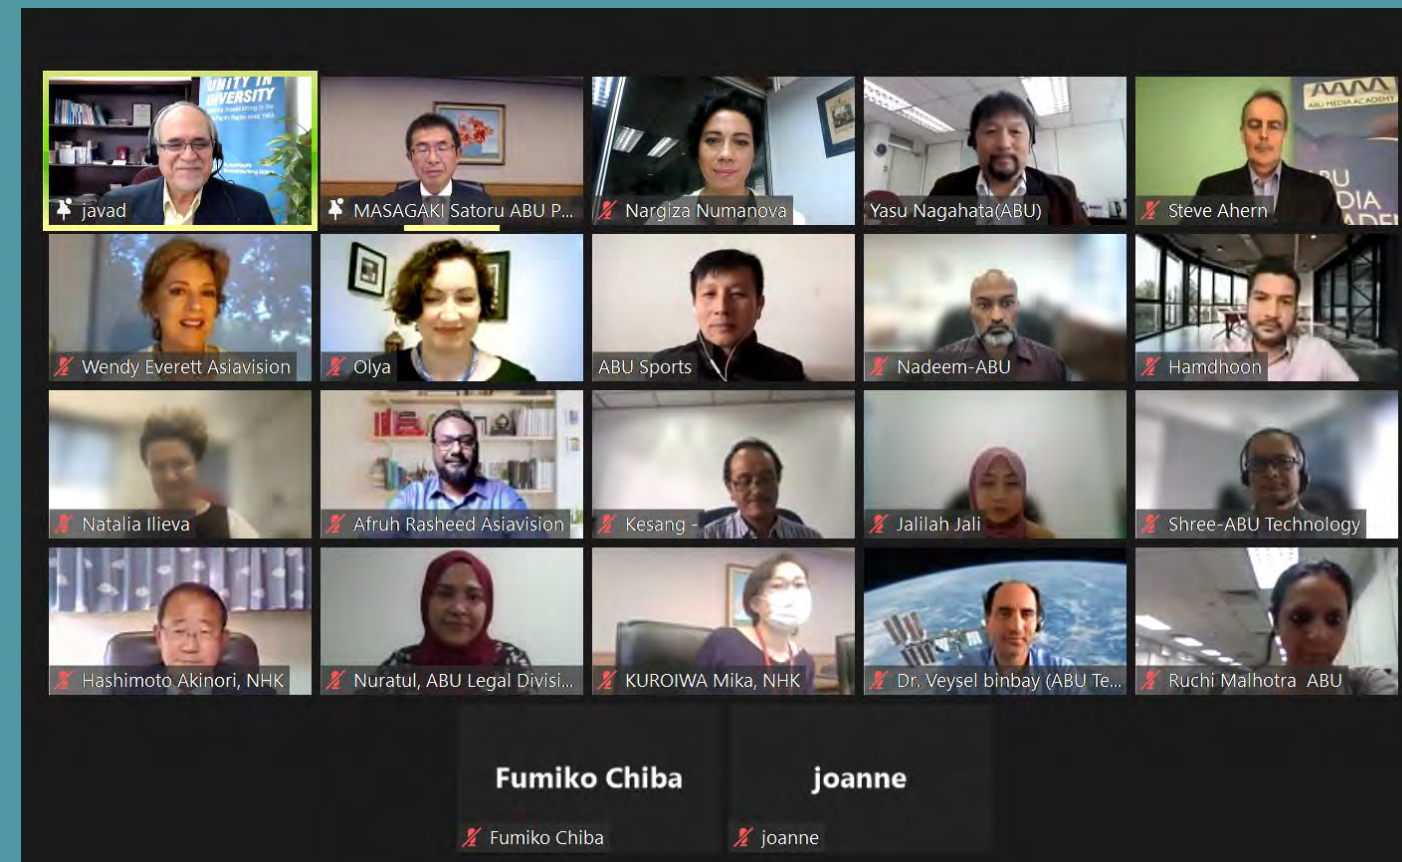 UNITY IN
DIVERSITY
javad
MASAGAKI Satoru ABU P...
Nargiza Numanova
Yasu Nagahata(ABU)
ABU MEDIA ACADEMY
Steve Ahern
Wendy Everett Asiavision
Olya
ABU Sports
Nadeem-ABU
Hamdhoon
Natalia Ilieva
Afruh Rasheed Asiavision
Kesang -
Jalilah Jali
Shree-ABU Technology
Hashimoto Akinori, NHK
Nuratul, ABU Legal Divisi...
KUROIWA Mika, NHK
Dr. Veysel binbay (ABU Te...
Ruchi Malhotra ABU
Fumiko Chiba
joanne
Fumiko Chiba
joanne